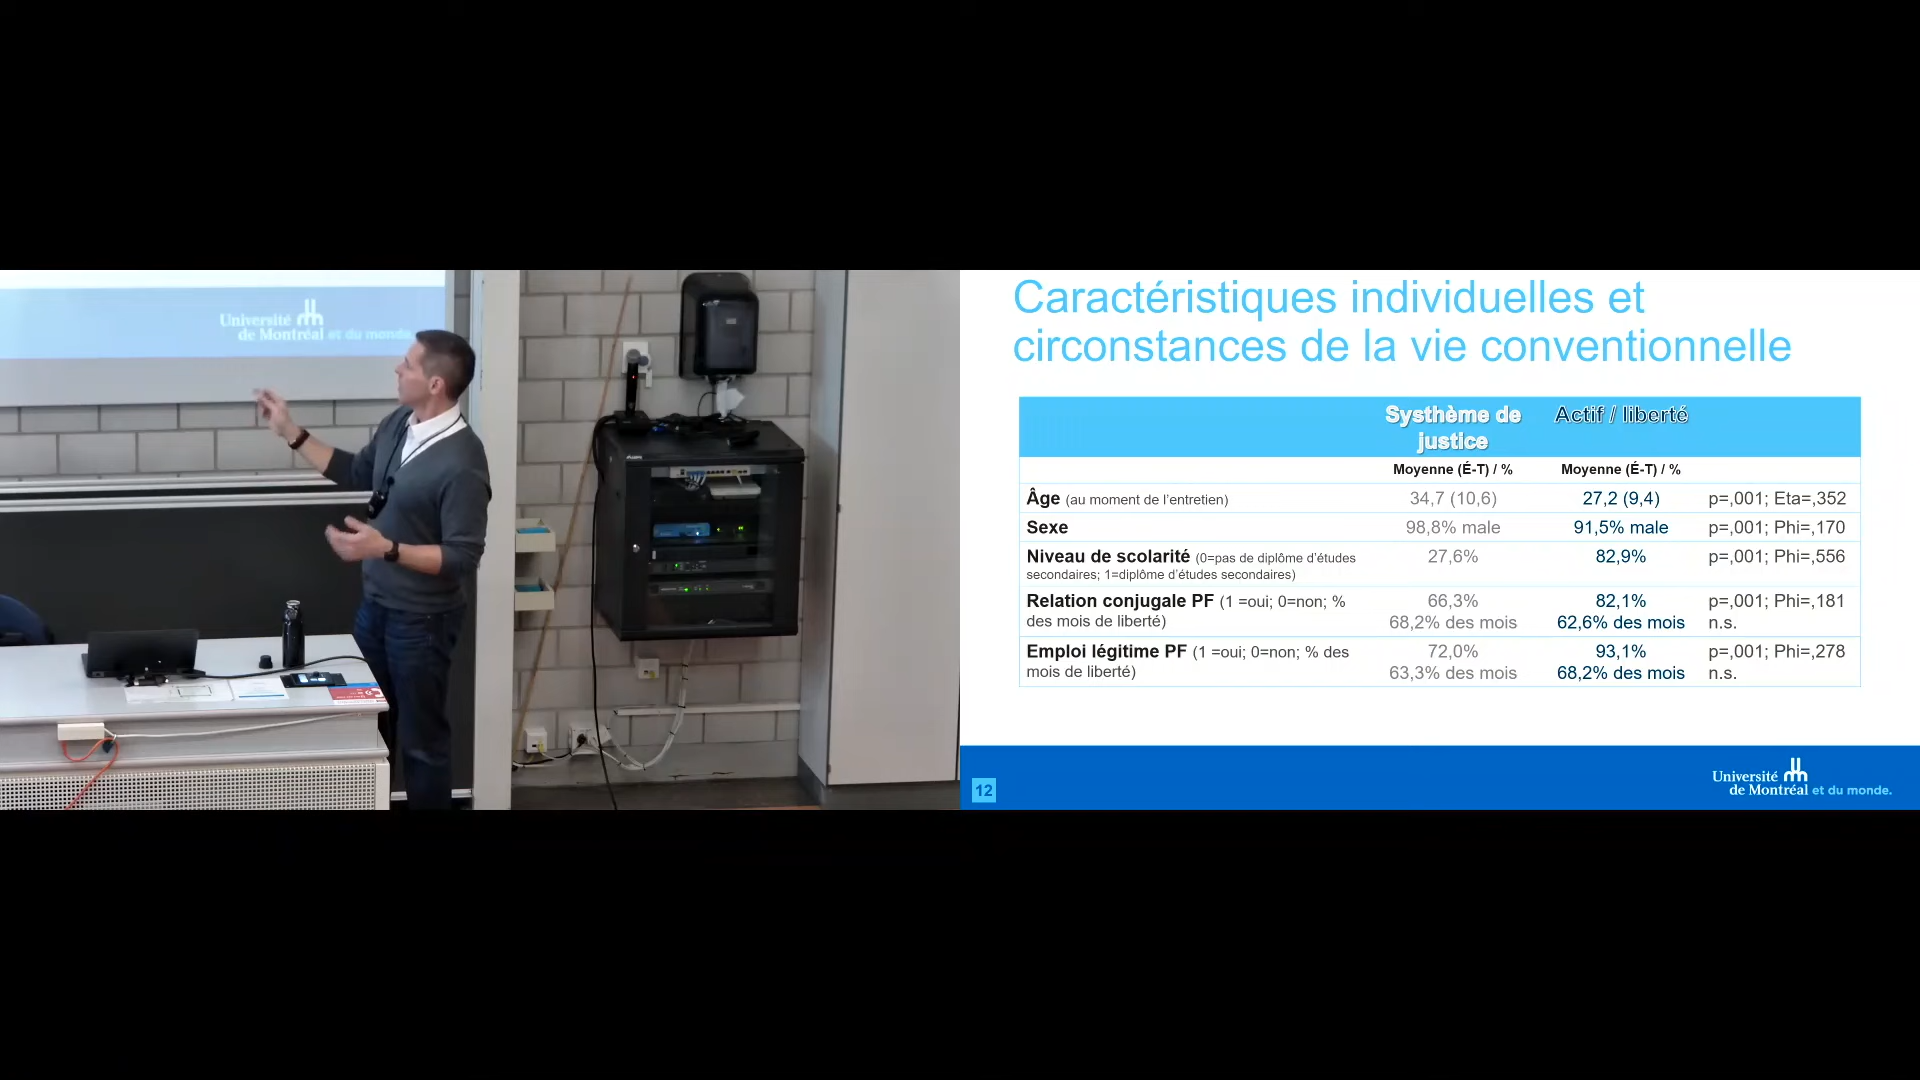 Université
de Montréal et du monde.
Caractéristiques individuelles et
circonstances de la vie conventionnelle
Systhème de
justice
Actif / liberté
Moyenne (É-T) / %
Moyenne (É-T) / %
Âge (au moment de l'entretien)
34,7 (10,6)
27,2 (9,4)
p=,001; Eta=,352
Sexe
98,8% male
91,5% male
p=,001; Phi=,170
Niveau de scolarité (0=pas de diplôme d'études
secondaires; 1=diplôme d'études secondaires)
27,6%
82,9%
p=,001; Phi=,556
Relation conjugale PF (1 =oui; 0=non; %
des mois de liberté)
66,3%
68,2% des mois
82,1%
62,6% des mois
p=,001; Phi=,181
n.s.
Emploi légitime PF (1 =oui; 0=non; % des
mois de liberté)
72,0%
63,3% des mois
93,1%
68,2% des mois
p=,001; Phi=,278
n.s.
12
Université
de Montréal et du monde.